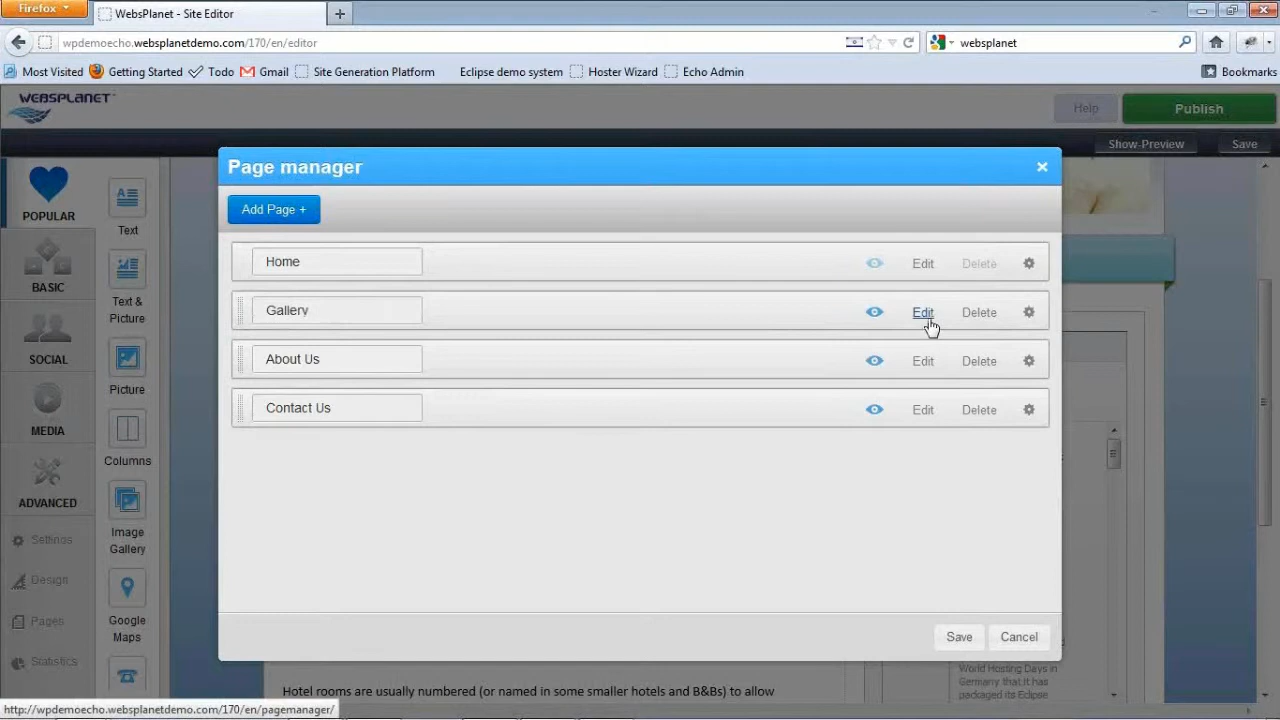 Firefox
WebsPlanet - Site Editor
wpdemoecho.websplanetdemo.com/170/en/editor
websplanet
Most Visited
Getting Started
Todo
Gmail
Site Generation Platform
Eclipse demo system
Hoster Wizard
Echo Admin
Bookmarks
WEBSPLANET
Help
Publish
Show-Preview
Save
Page manager
Add Page +
Home
Edit
Delete
Gallery
Edit
Delete
About Us
Edit
Delete
Contact Us
Edit
Delete
Save
Cancel
POPULAR
BASIC
SOCIAL
MEDIA
ADVANCED
Settings
Design
Pages
Statistics
Text
Text &
Picture
Picture
Columns
Image
Gallery
Google
Maps
World Hosting Days in
Germany that it has
packaged its Eclipse
Hotel rooms are usually numbered (or named in some smaller hotels and B&Bs) to allow
http://wpdemoecho.websplanetdemo.com/170/en/pagemanager/